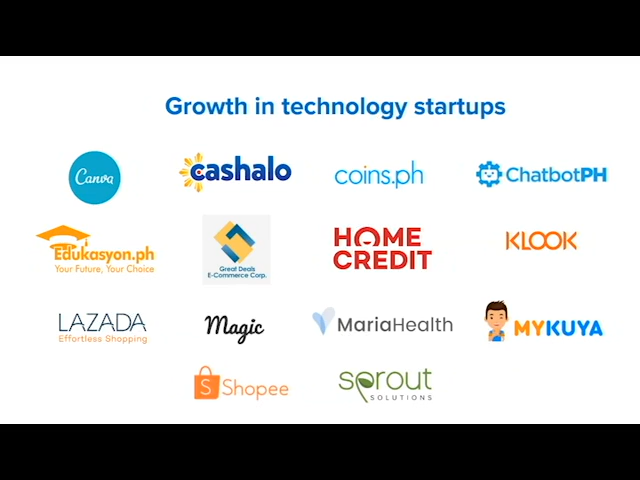 Growth in technology startups
Canva
cashalo
coins.ph
ChatbotPH
Edukasyon.ph
Your Future, Your Choice
Great Deals
E-Commerce Corp.
HOME
CREDIT
KLOOK
LAZADA
Effortless Shopping
Magic
MariaHealth
MYKUYA
S Shopee
sprout
SOLUTIONS